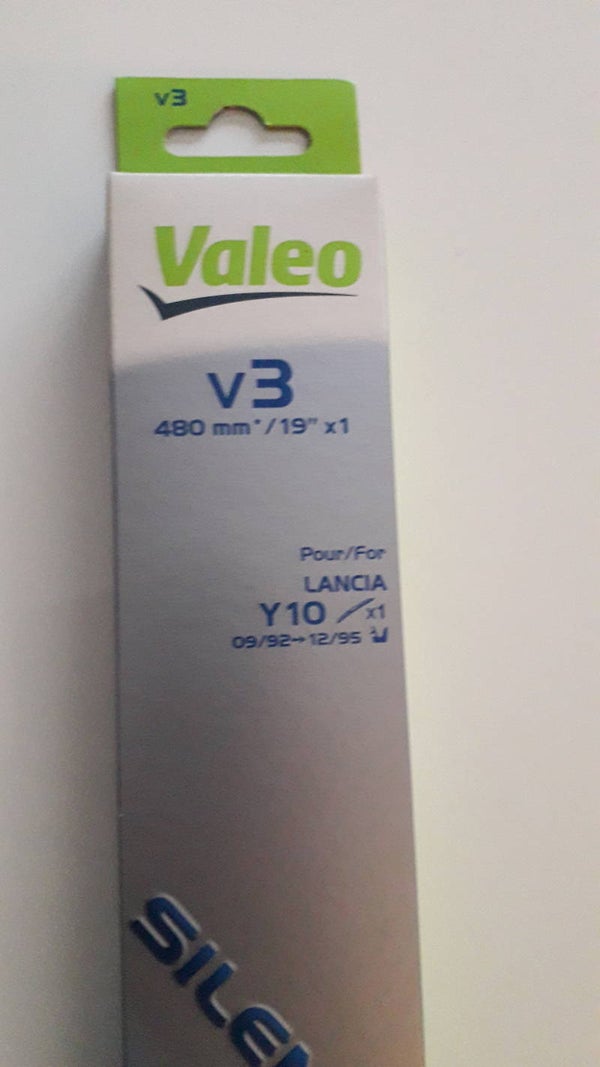 v3
Valeo
v3
480 mm*/19" x1
Pour/For
LANCIA
Y10 x1
09/92→12/95